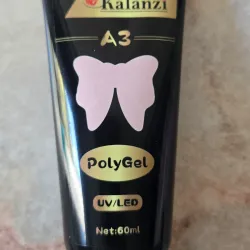 Kalanzi
A3
PolyGel
UV/LED
Net:60ml